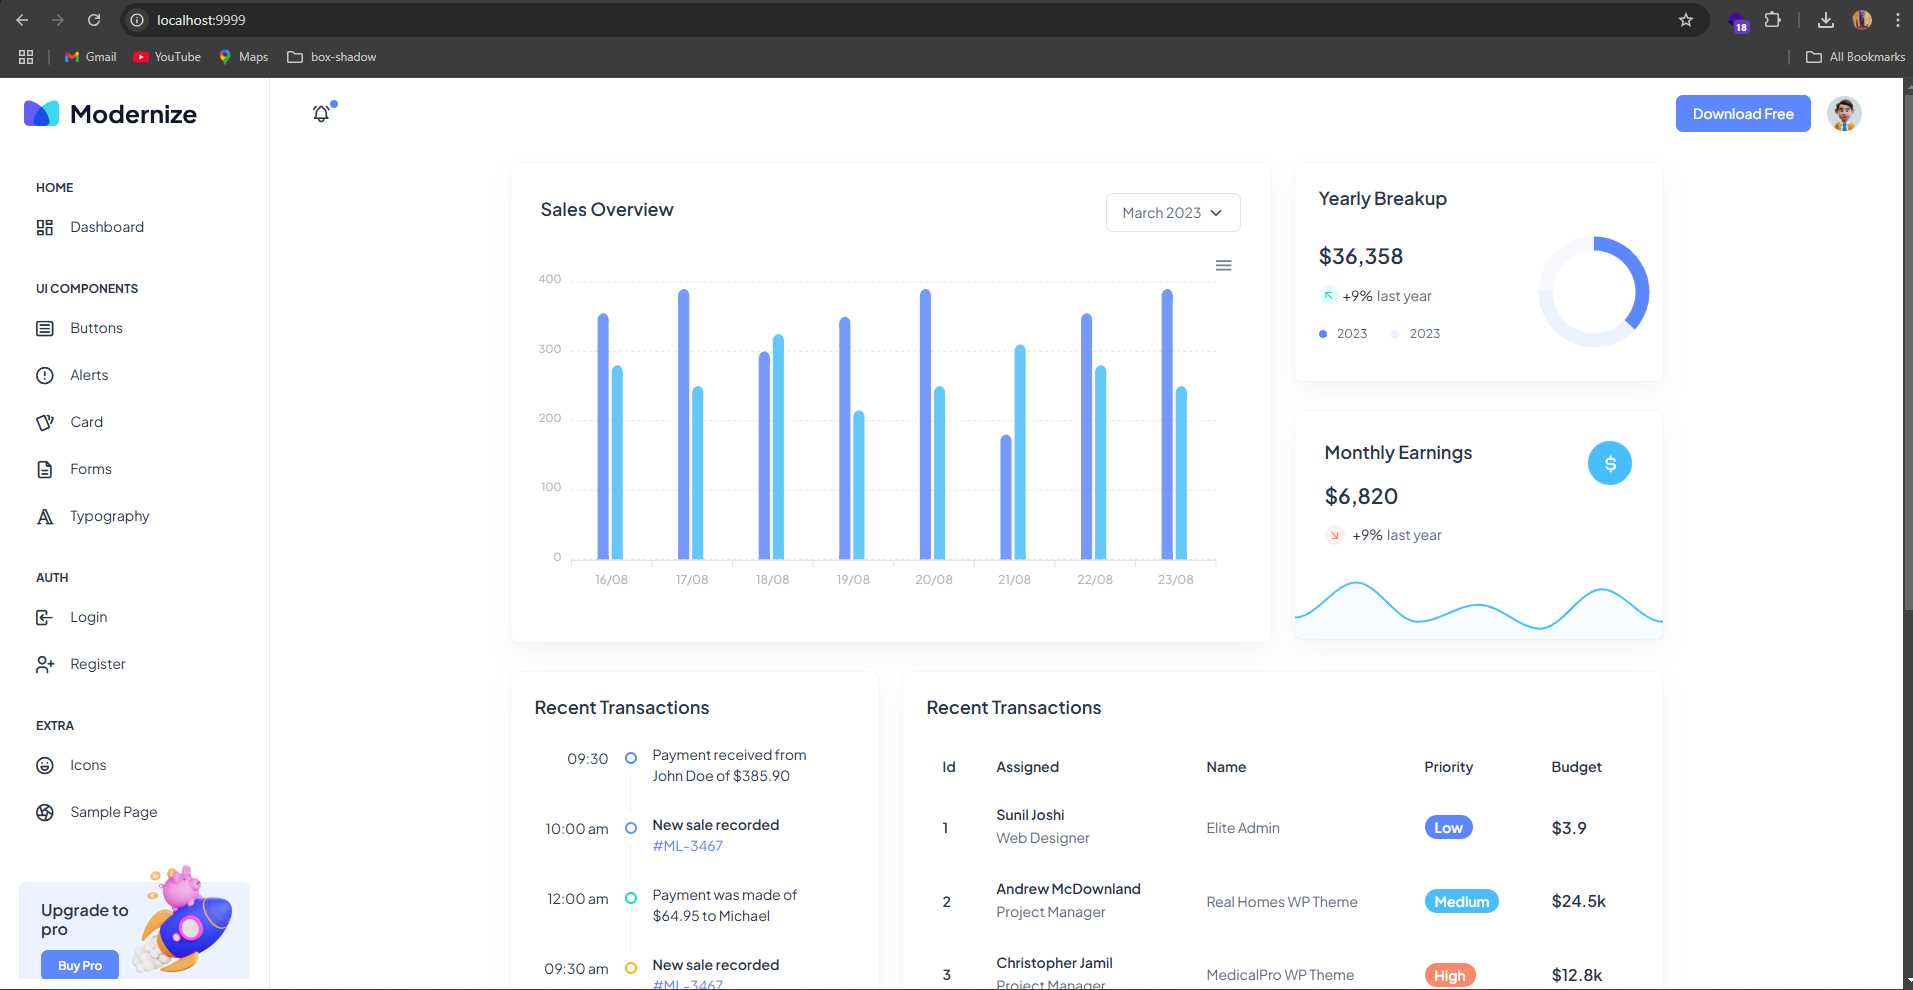 localhost:9999
18
Gmail
YouTube
Maps
box-shadow
All Bookmarks
Modernize
Download Free
HOME
Dashboard
UI COMPONENTS
Buttons
Alerts
Card
Forms
Typography
AUTH
Login
Register
EXTRA
Icons
Sample Page
Upgrade to
pro
Buy Pro
Sales Overview
March 2023
400
300
200
100
0
16/08 17/08 18/08 19/08 20/08 21/08 22/08 23/08
Yearly Breakup
$36,358
+9% last year
2023 2023
Monthly Earnings
$
$6,820
+9% last year
Recent Transactions
09:30
Payment received from
John Doe of $385.90
10:00 am
New sale recorded
#ML-3467
12:00 am
Payment was made of
$64.95 to Michael
09:30 am
New sale recorded
#ML-3467
Recent Transactions
Id Assigned Name Priority Budget
1 Sunil Joshi
Web Designer
Elite Admin Low $3.9
2 Andrew McDownland
Project Manager
Real Homes WP Theme Medium $24.5k
3 Christopher Jamil
Project Manager
MedicalPro WP Theme High $12.8k